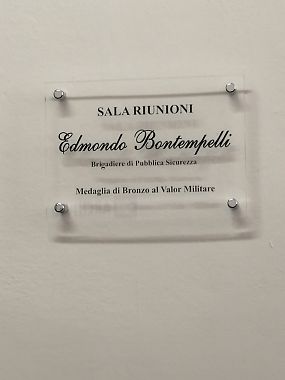 SALA RIUNIONI
Edmondo Bontempelli
Brigadiere di Pubblica Sicurezza
Medaglia di Bronzo al Valor Militare